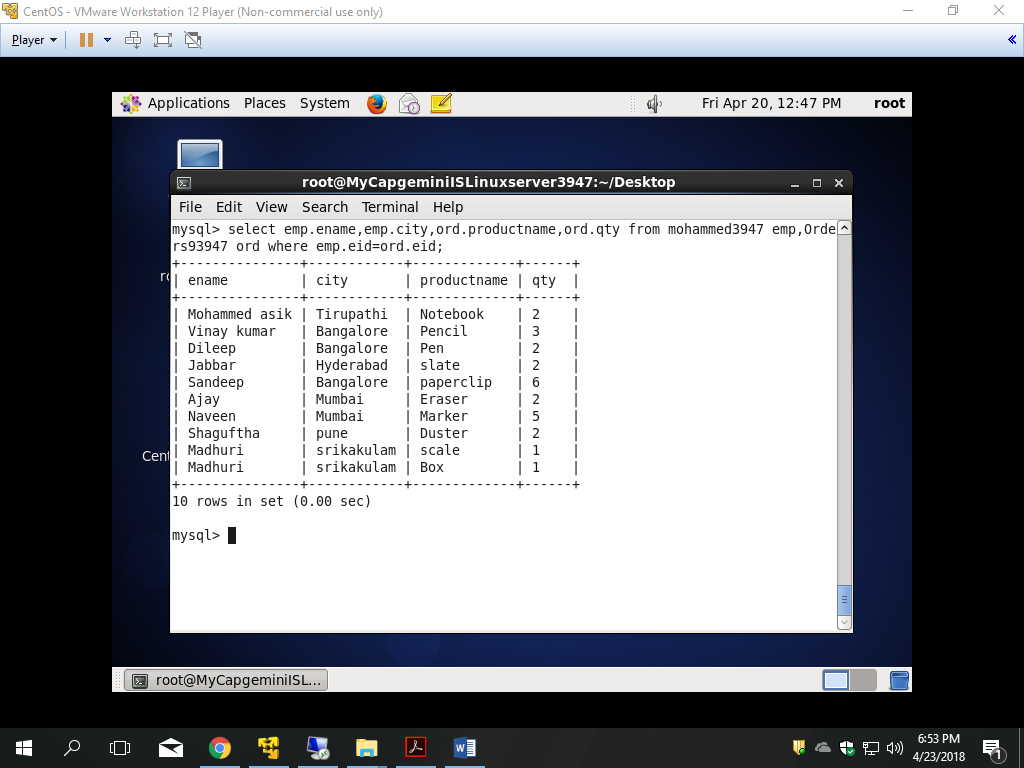 CentOS - VMware Workstation 12 Player (Non-commercial use only)
Player
Applications Places System Fri Apr 20, 12:47 PM root
root@MyCapgeminiISLinuxserver3947:~/Desktop
File Edit View Search Terminal Help
mysql> select emp.ename,emp.city,ord.productname,ord.qty from mohammed3947 emp,Orde
rs93947 ord where emp.eid=ord.eid;
+---------------+------------+-------------+------+
| ename         | city       | productname | qty  |
+---------------+------------+-------------+------+
| Mohammed asik | Tirupathi  | Notebook    | 2    |
| Vinay kumar   | Bangalore  | Pencil      | 3    |
| Dileep        | Bangalore  | Pen         | 2    |
| Jabbar        | Hyderabad  | slate       | 2    |
| Sandeep       | Bangalore  | paperclip   | 6    |
| Ajay          | Mumbai     | Eraser      | 2    |
| Naveen        | Mumbai     | Marker      | 5    |
| Shaguftha     | pune       | Duster      | 2    |
| Madhuri       | srikakulam | scale       | 1    |
| Madhuri       | srikakulam | Box         | 1    |
+---------------+------------+-------------+------+
10 rows in set (0.00 sec)
mysql>
Cent
root@MyCapgeminiISL...
6:53 PM
4/23/2018
1